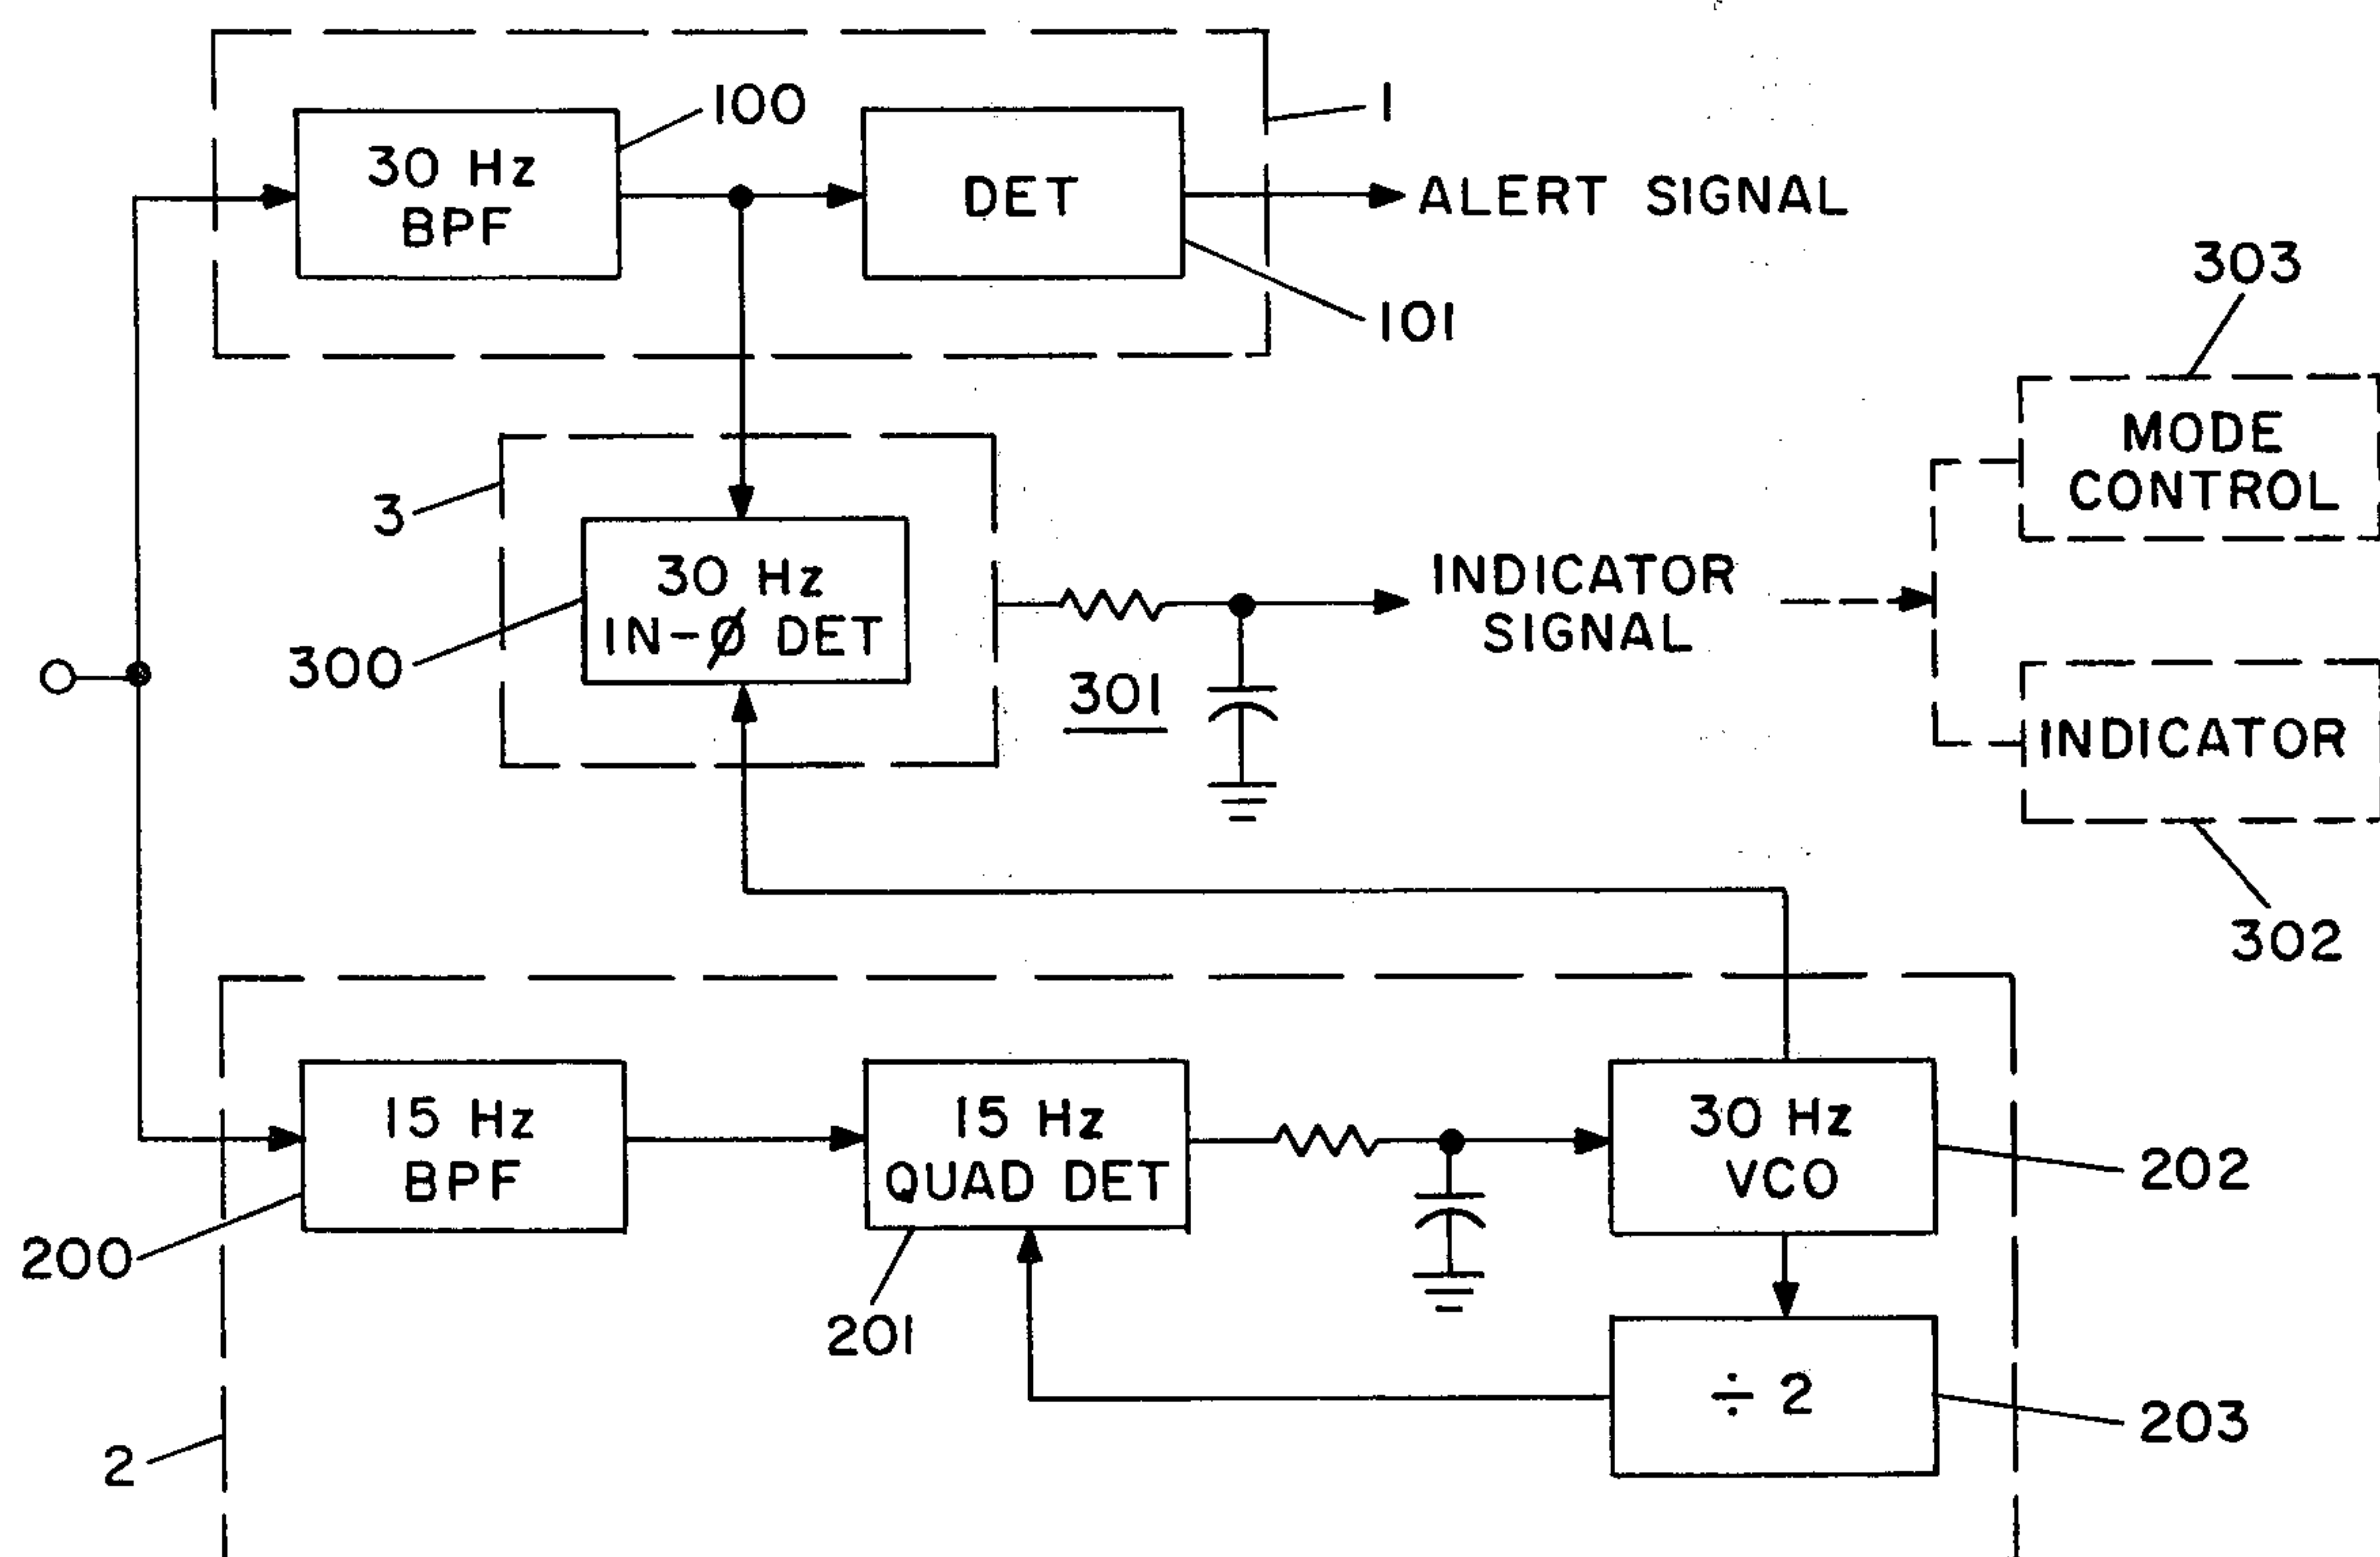 100
1
30 Hz
BPF
DET
ALERT SIGNAL
101
303
MODE
CONTROL
3
30 Hz
IN-Ø DET
300
301
INDICATOR
SIGNAL
INDICATOR
302
15 Hz
BPF
15 Hz
QUAD DET
30 Hz
VCO
200
201
202
÷ 2
203
2